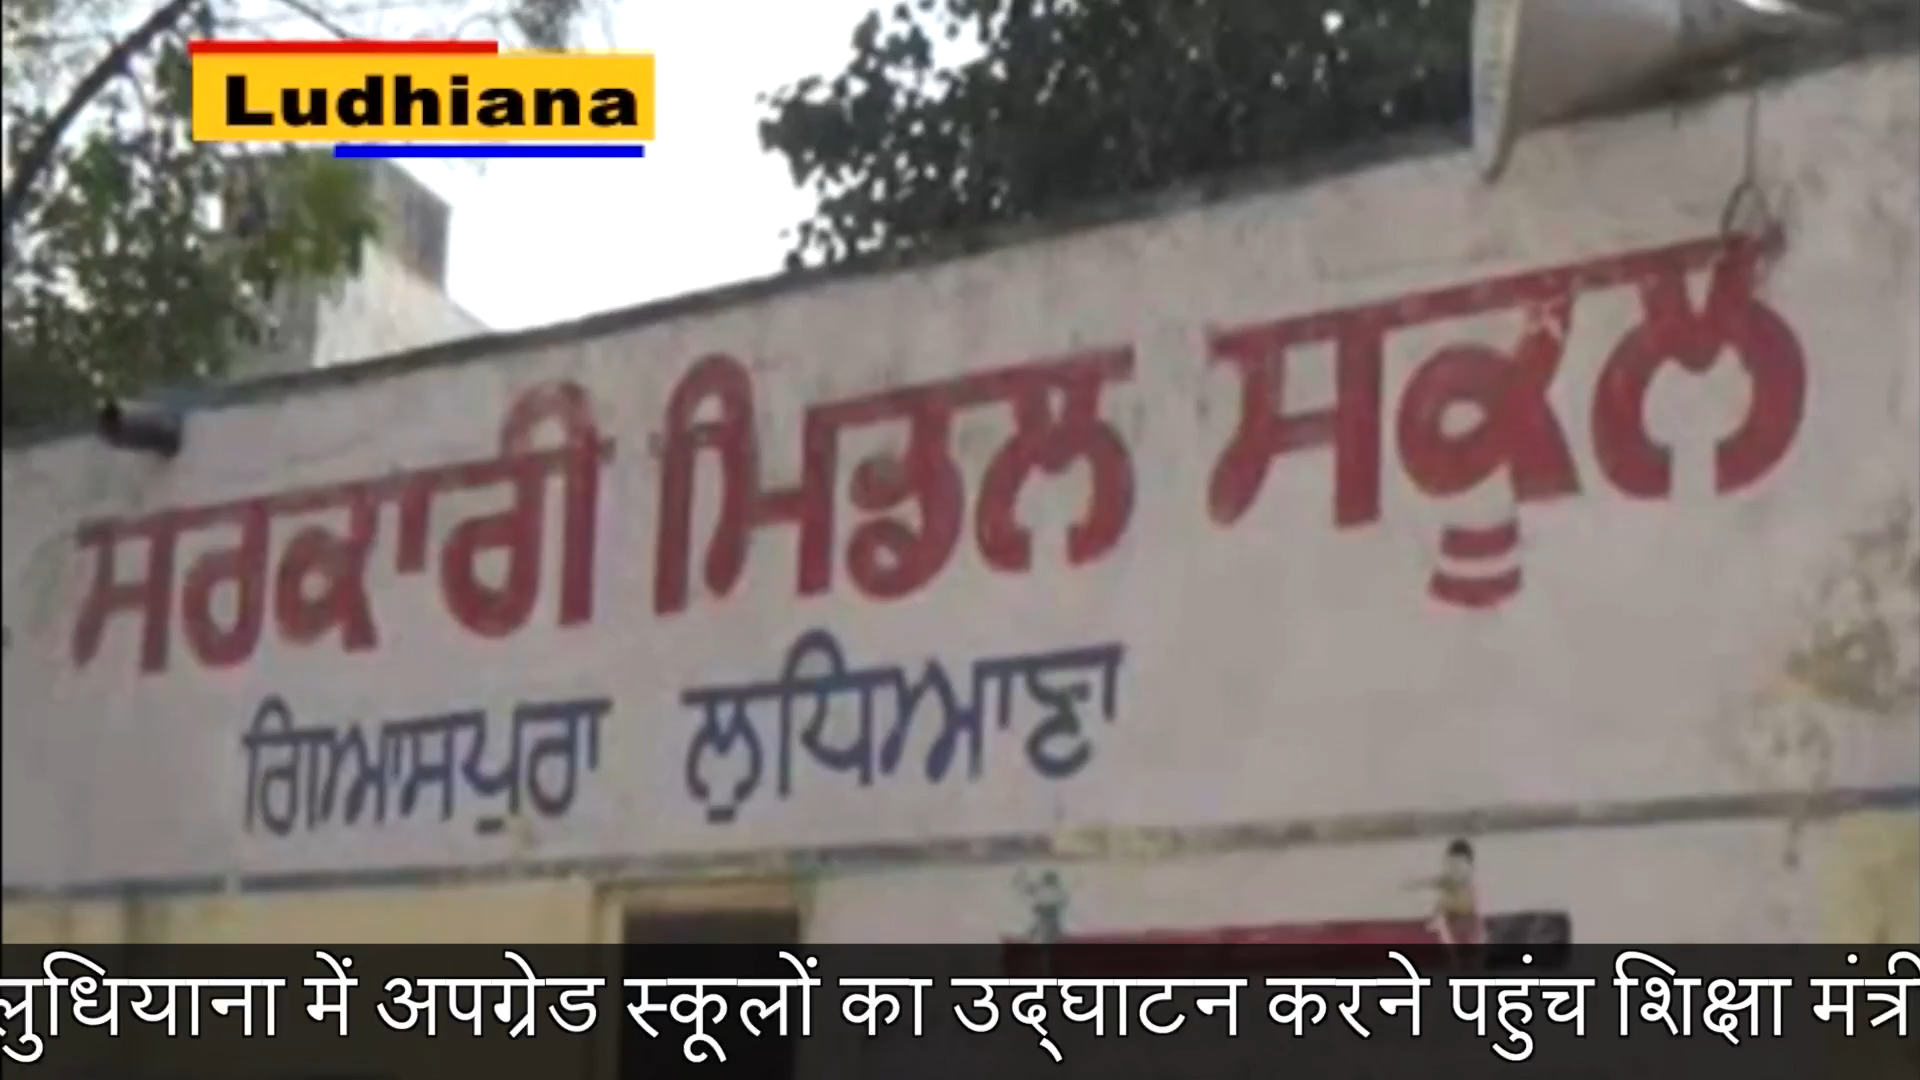 Ludhiana
ਸਰਕਾਰੀ ਮਿਡਲ ਸਕੂਲ
ਗਿਆਸਪੁਰਾ ਲੁਧਿਆਣਾ
लुधियाना में अपग्रेड स्कूलों का उद्घाटन करने पहुंच शिक्षा मंत्री